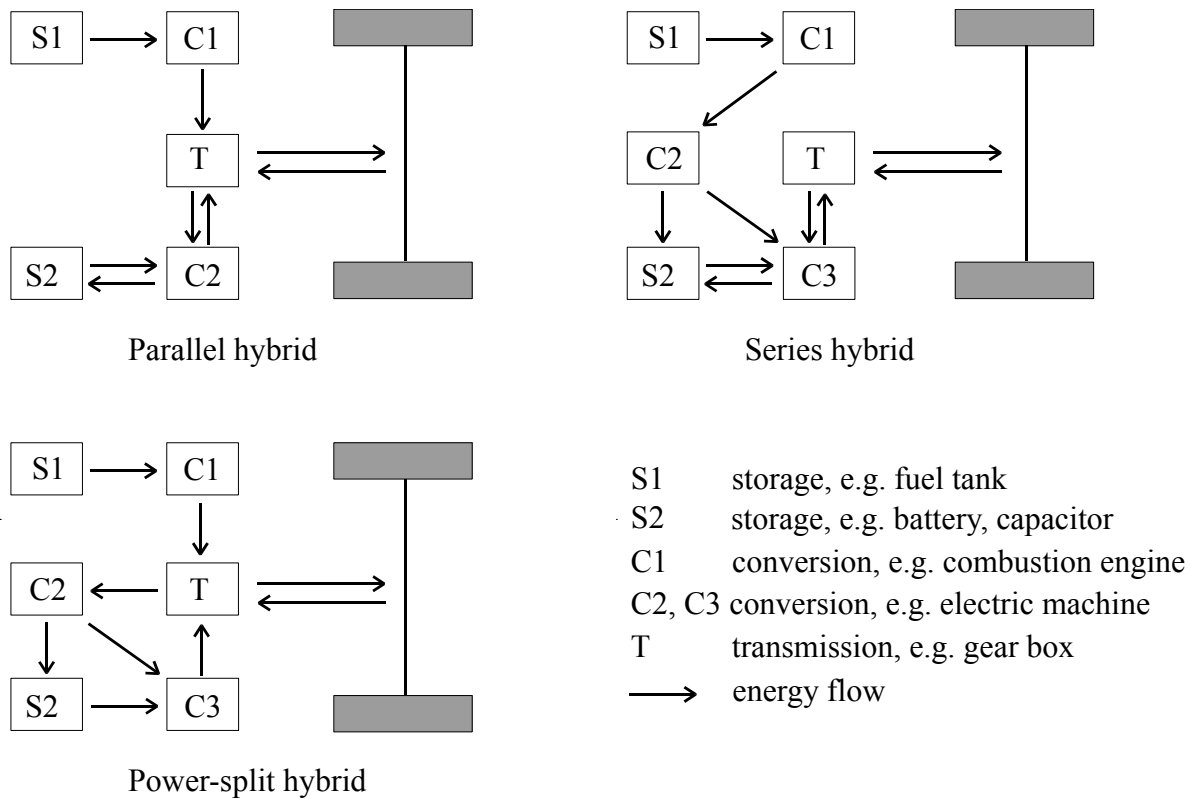 S1 C1
T
S2 C2
Parallel hybrid
S1 C1
C2 T
S2 C3
Series hybrid
S1 C1
C2 T
S2 C3
Power-split hybrid
S1 storage, e.g. fuel tank
S2 storage, e.g. battery, capacitor
C1 conversion, e.g. combustion engine
C2, C3 conversion, e.g. electric machine
T transmission, e.g. gear box
energy flow